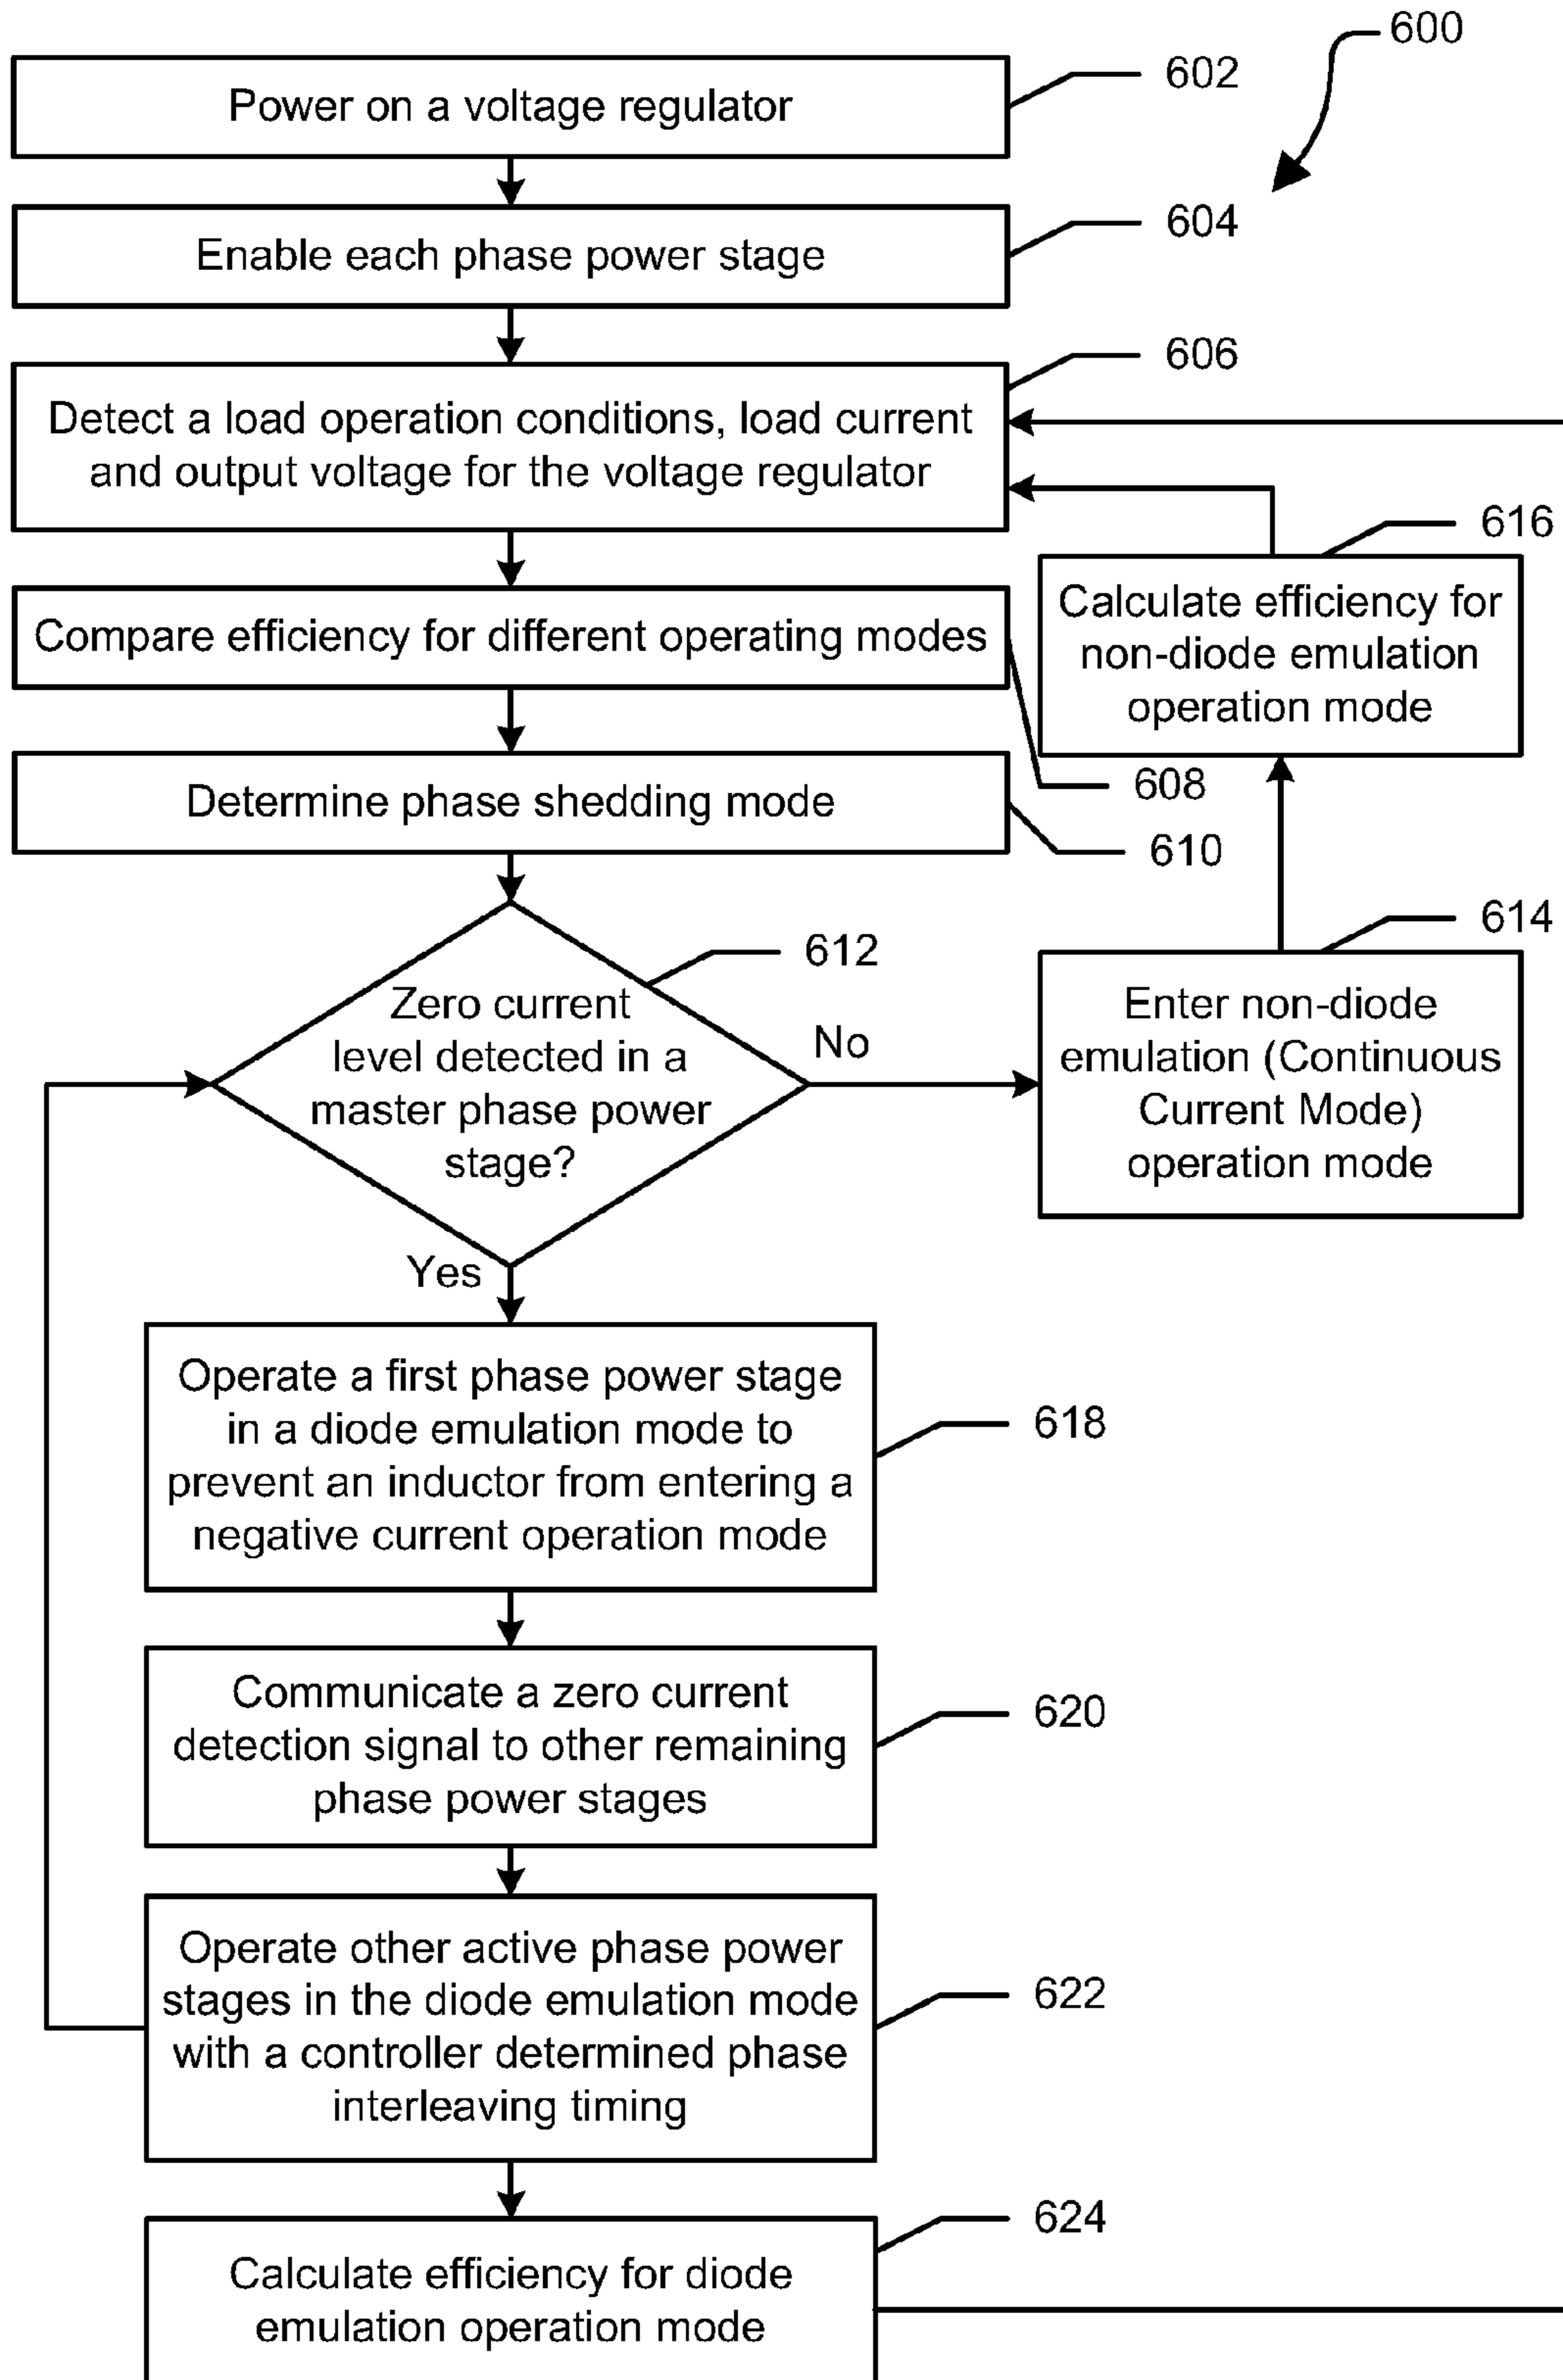 600
Power on a voltage regulator
602
Enable each phase power stage
604
606
Detect a load operation conditions, load current
and output voltage for the voltage regulator
616
Calculate efficiency for
non-diode emulation
operation mode
Compare efficiency for different operating modes
608
Determine phase shedding mode
610
612
Zero current
level detected in a
master phase power
stage?
No
614
Enter non-diode
emulation (Continuous
Current Mode)
operation mode
Yes
Operate a first phase power stage
in a diode emulation mode to
prevent an inductor from entering a
negative current operation mode
618
Communicate a zero current
detection signal to other remaining
phase power stages
620
Operate other active phase power
stages in the diode emulation mode
with a controller determined phase
interleaving timing
622
624
Calculate efficiency for diode
emulation operation mode